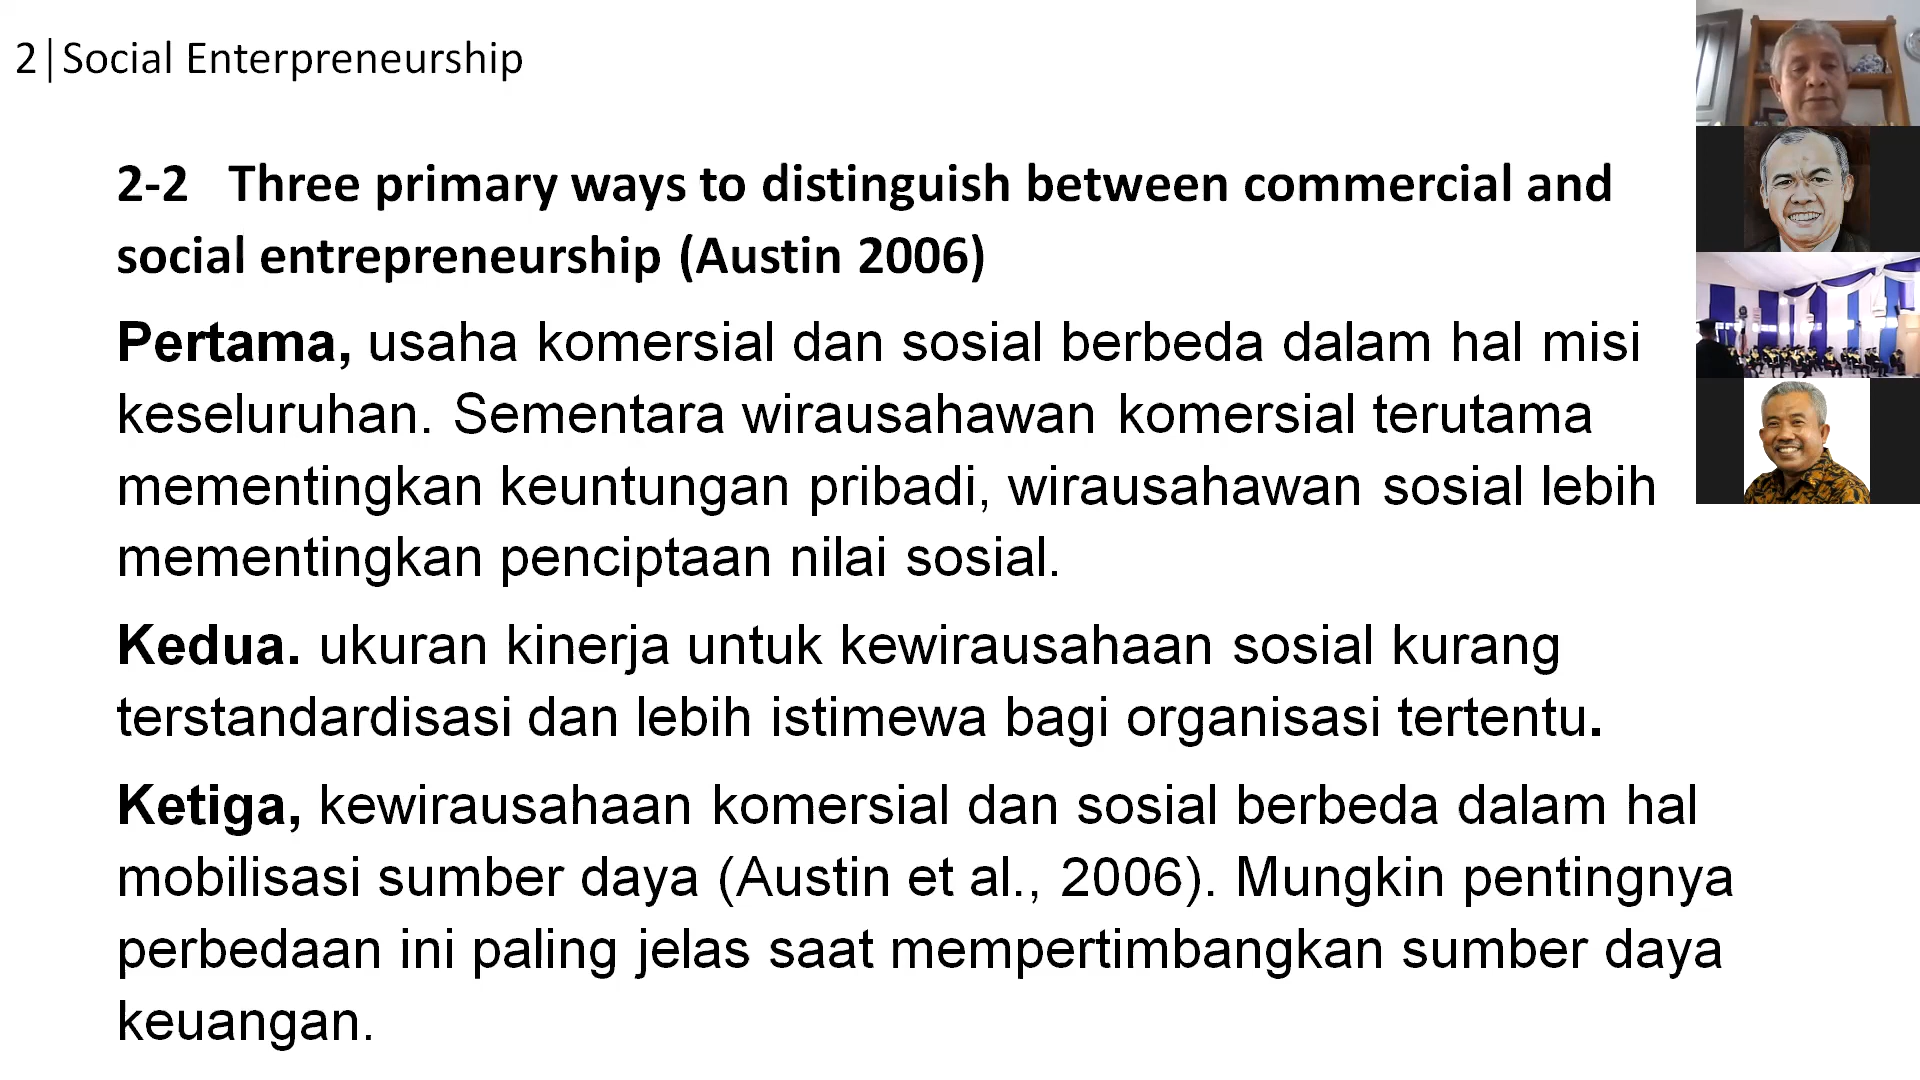 2|Social Enterpreneurship
2-2 Three primary ways to distinguish between commercial and
social entrepreneurship (Austin 2006)
Pertama, usaha komersial dan sosial berbeda dalam hal misi
keseluruhan. Sementara wirausahawan komersial terutama
mementingkan keuntungan pribadi, wirausahawan sosial lebih
mementingkan penciptaan nilai sosial.
Kedua. ukuran kinerja untuk kewirausahaan sosial kurang
terstandardisasi dan lebih istimewa bagi organisasi tertentu.
Ketiga, kewirausahaan komersial dan sosial berbeda dalam hal
mobilisasi sumber daya (Austin et al., 2006). Mungkin pentingnya
perbedaan ini paling jelas saat mempertimbangkan sumber daya
keuangan.